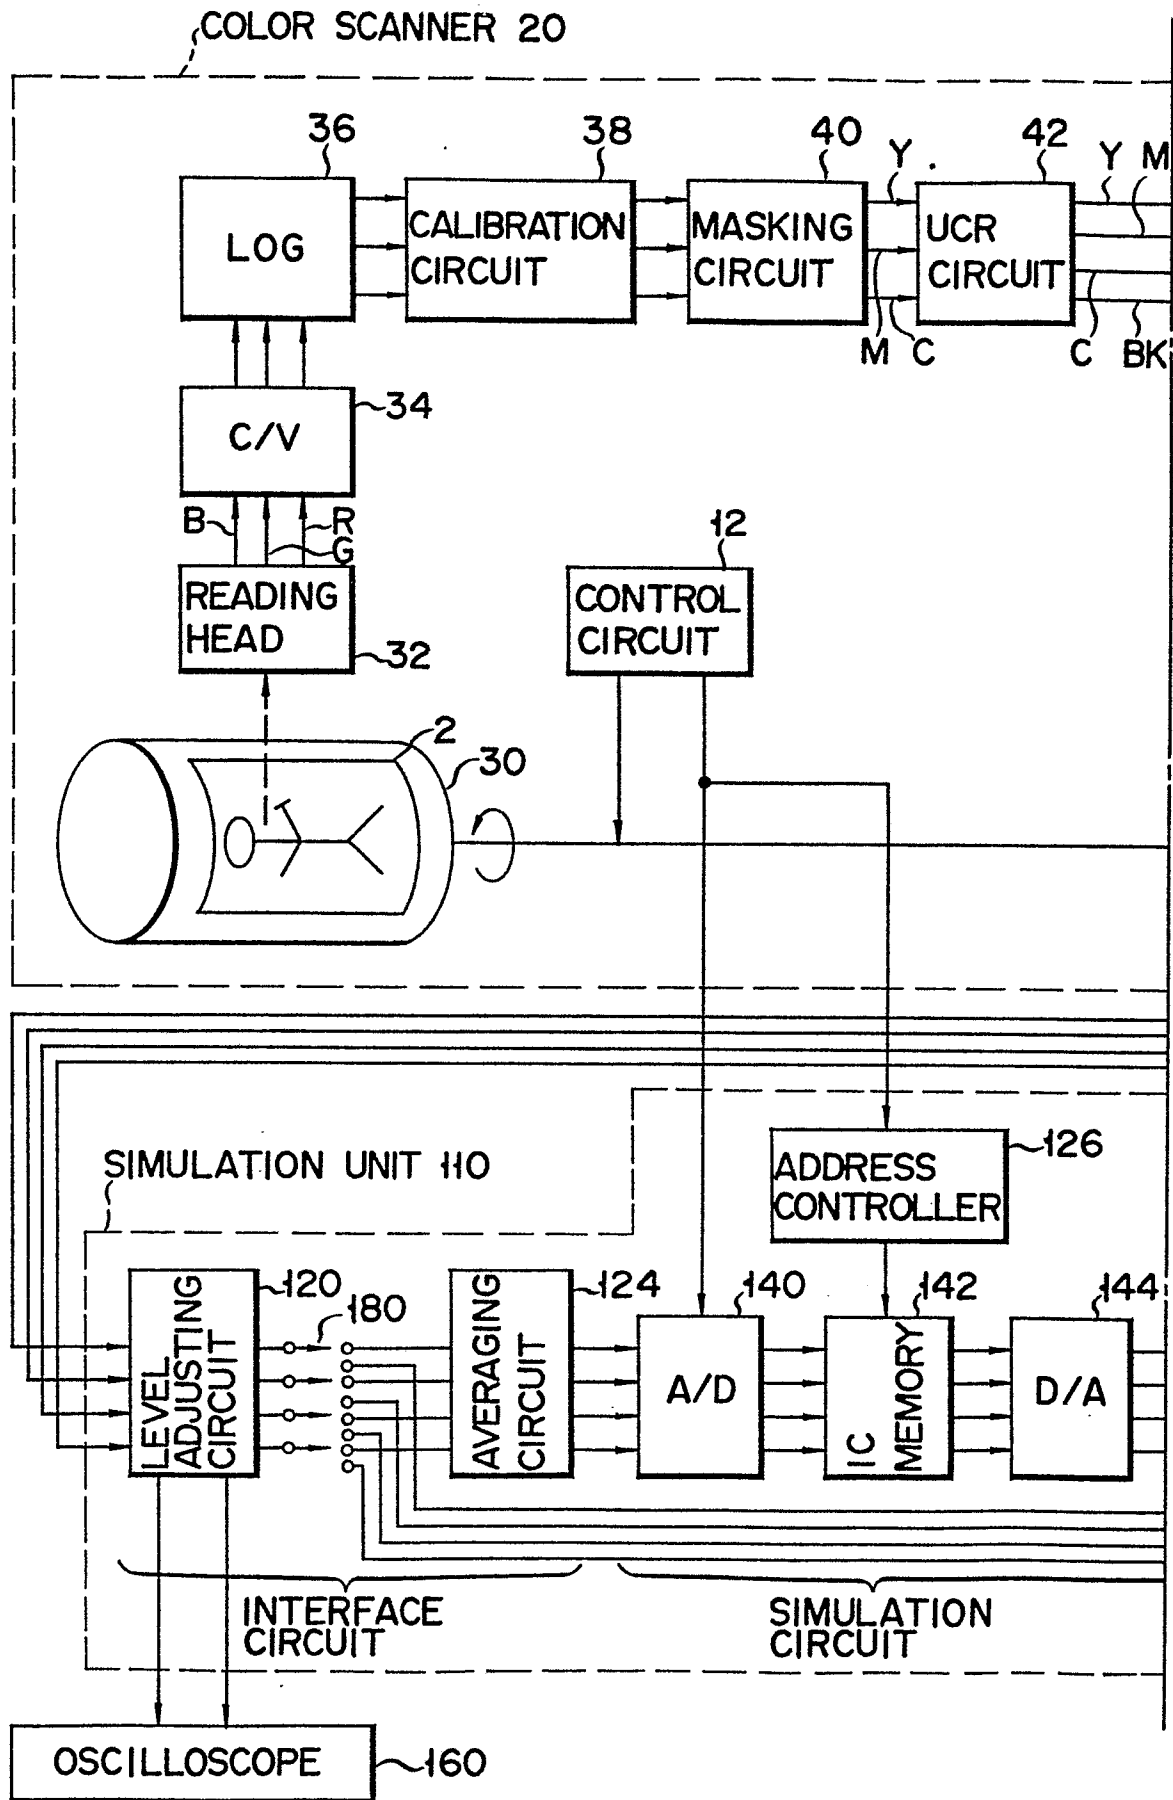 COLOR SCANNER 20
36
38
40
42
Y
Y M
LOG
CALIBRATION
CIRCUIT
MASKING
CIRCUIT
UCR
CIRCUIT
M C
C BK
34
C/V
B
R
G
12
READING
HEAD
32
CONTROL
CIRCUIT
2
30
SIMULATION UNIT 110
126
ADDRESS
CONTROLLER
120
180
124
140
142
144
LEVEL
ADJUSTING
CIRCUIT
AVERAGING
CIRCUIT
A/D
IC
MEMORY
D/A
INTERFACE
CIRCUIT
SIMULATION
CIRCUIT
OSCILLOSCOPE
160